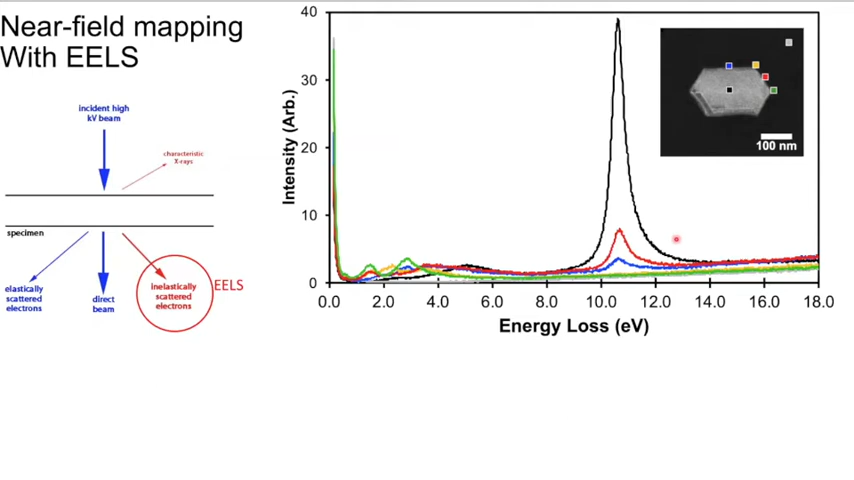 Near-field mapping
With EELS
incident high
kV beam
characteristic
X-rays
specimen
elastically
scattered
electrons
direct
beam
inelastically
scattered
electrons
EELS
40
30
20
10
0
Intensity (Arb.)
0.0 2.0 4.0 6.0 8.0 10.0 12.0 14.0 16.0 18.0
Energy Loss (eV)
100 nm